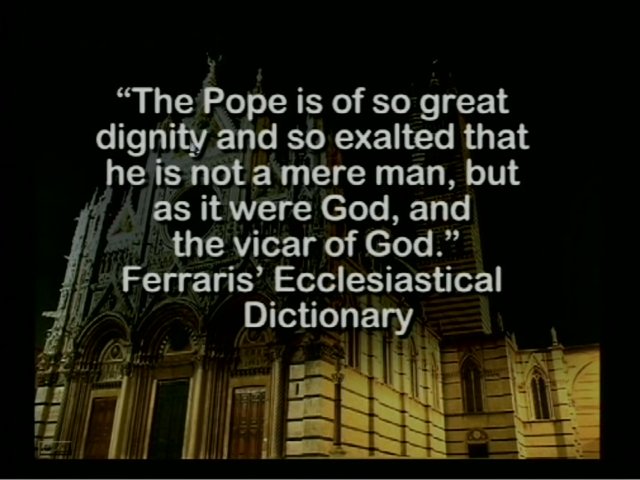 “The Pope is of so great
dignity and so exalted that
he is not a mere man, but
as it were God, and
the vicar of God.”
Ferraris’ Ecclesiastical
Dictionary